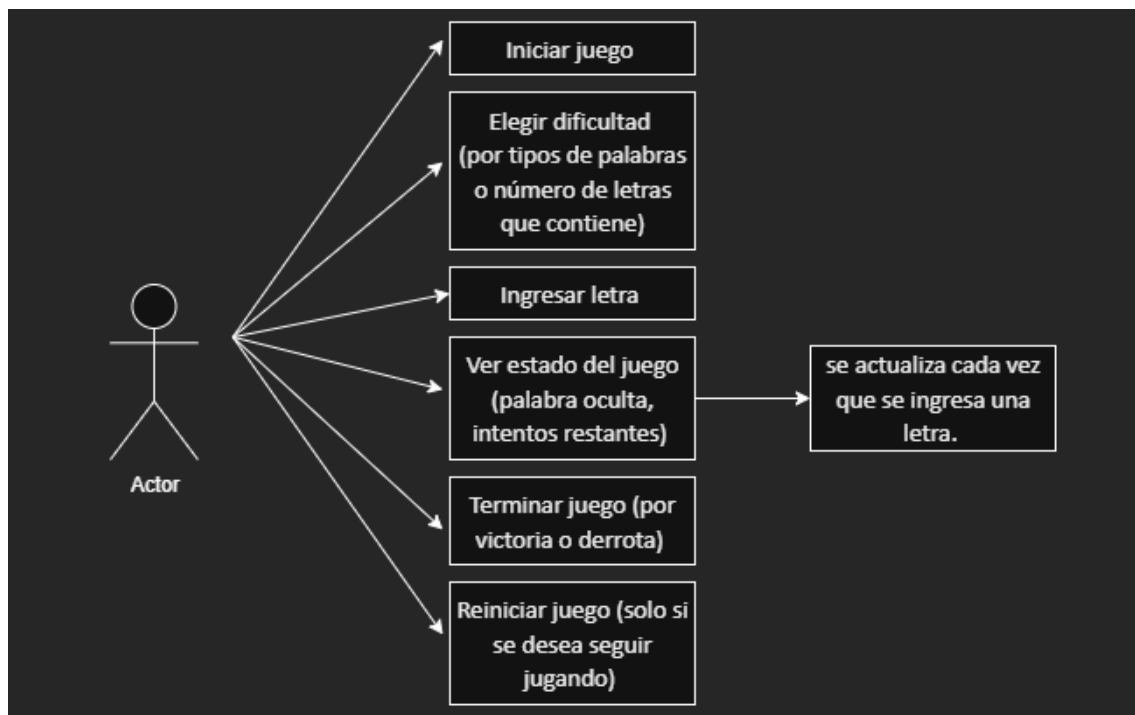 Iniciar juego
Elegir dificultad
(por tipos de palabras
o número de letras
que contiene)
Ingresar letra
Ver estado del juego
(palabra oculta,
intentos restantes)
se actualiza cada vez
que se ingresa una
letra.
Actor
Terminar juego (por
victoria o derrota)
Reiniciar juego (solo si
se desea seguir
jugando)